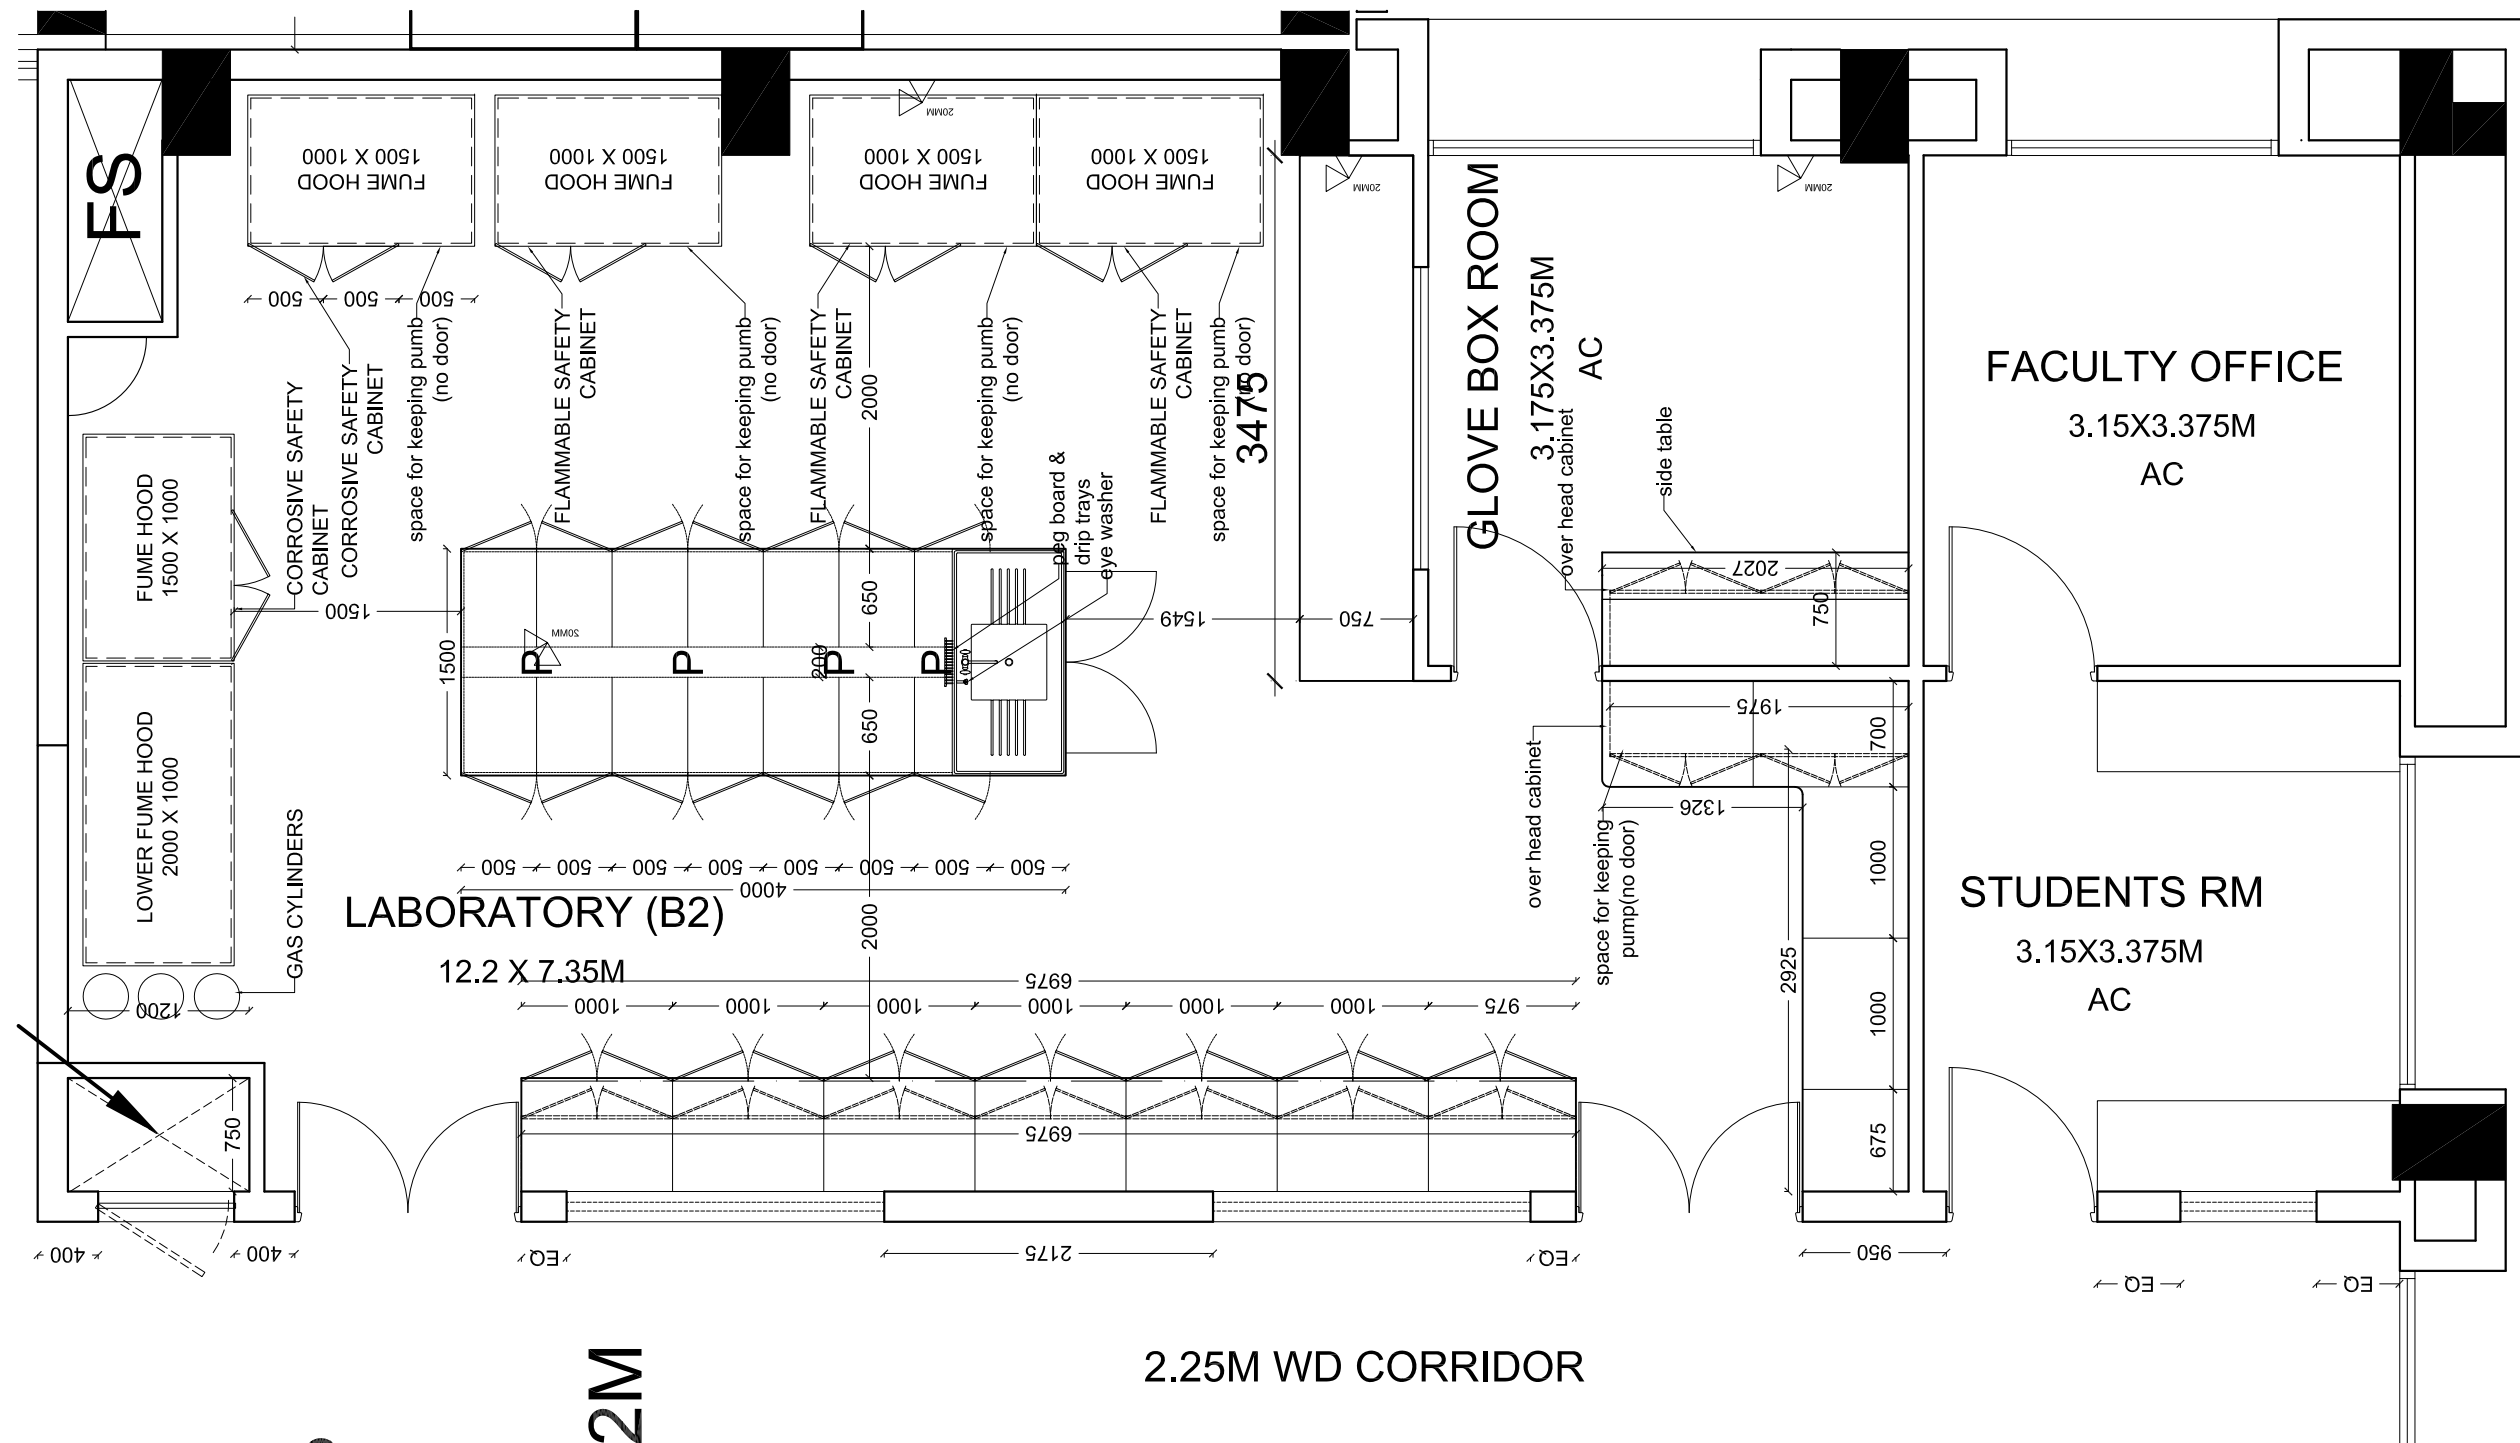 FS
FUME HOOD
1500 X 1000
FUME HOOD
1500 X 1000
FUME HOOD
1500 X 1000
FUME HOOD
1500 X 1000
20MM
20MM
20MM
500
500
500
CORROSIVE SAFETY
CABINET
CORROSIVE SAFETY
CABINET
space for keeping pumb
(no door)
FLAMMABLE SAFETY
CABINET
space for keeping pumb
(no door)
FLAMMABLE SAFETY
CABINET
2000
space for keeping pumb
(no door)
FLAMMABLE SAFETY
CABINET
space for keeping pumb
(no door)
3475
peg board &
drip trays
eye washer
GLOVE BOX ROOM
3.175X3.375M
AC
over head cabinet
side table
FACULTY OFFICE
3.15X3.375M
AC
FUME HOOD
1500 X 1000
LOWER FUME HOOD
2000 X 1000
GAS CYLINDERS
1500
1500
20MM
P
P
P
P
200
650
650
1549
750
2027
750
1975
700
1326
over head cabinet
space for keeping
pump(no door)
2925
1000
1000
675
500
500
500
500
500
500
500
500
4000
2000
LABORATORY (B2)
12.2 X 7.35M
STUDENTS RM
3.15X3.375M
AC
1200
6975
1000
1000
1000
1000
1000
1000
975
6975
750
400
400
EQ
2175
EQ
950
EQ
EQ
2.25M WD CORRIDOR
2M